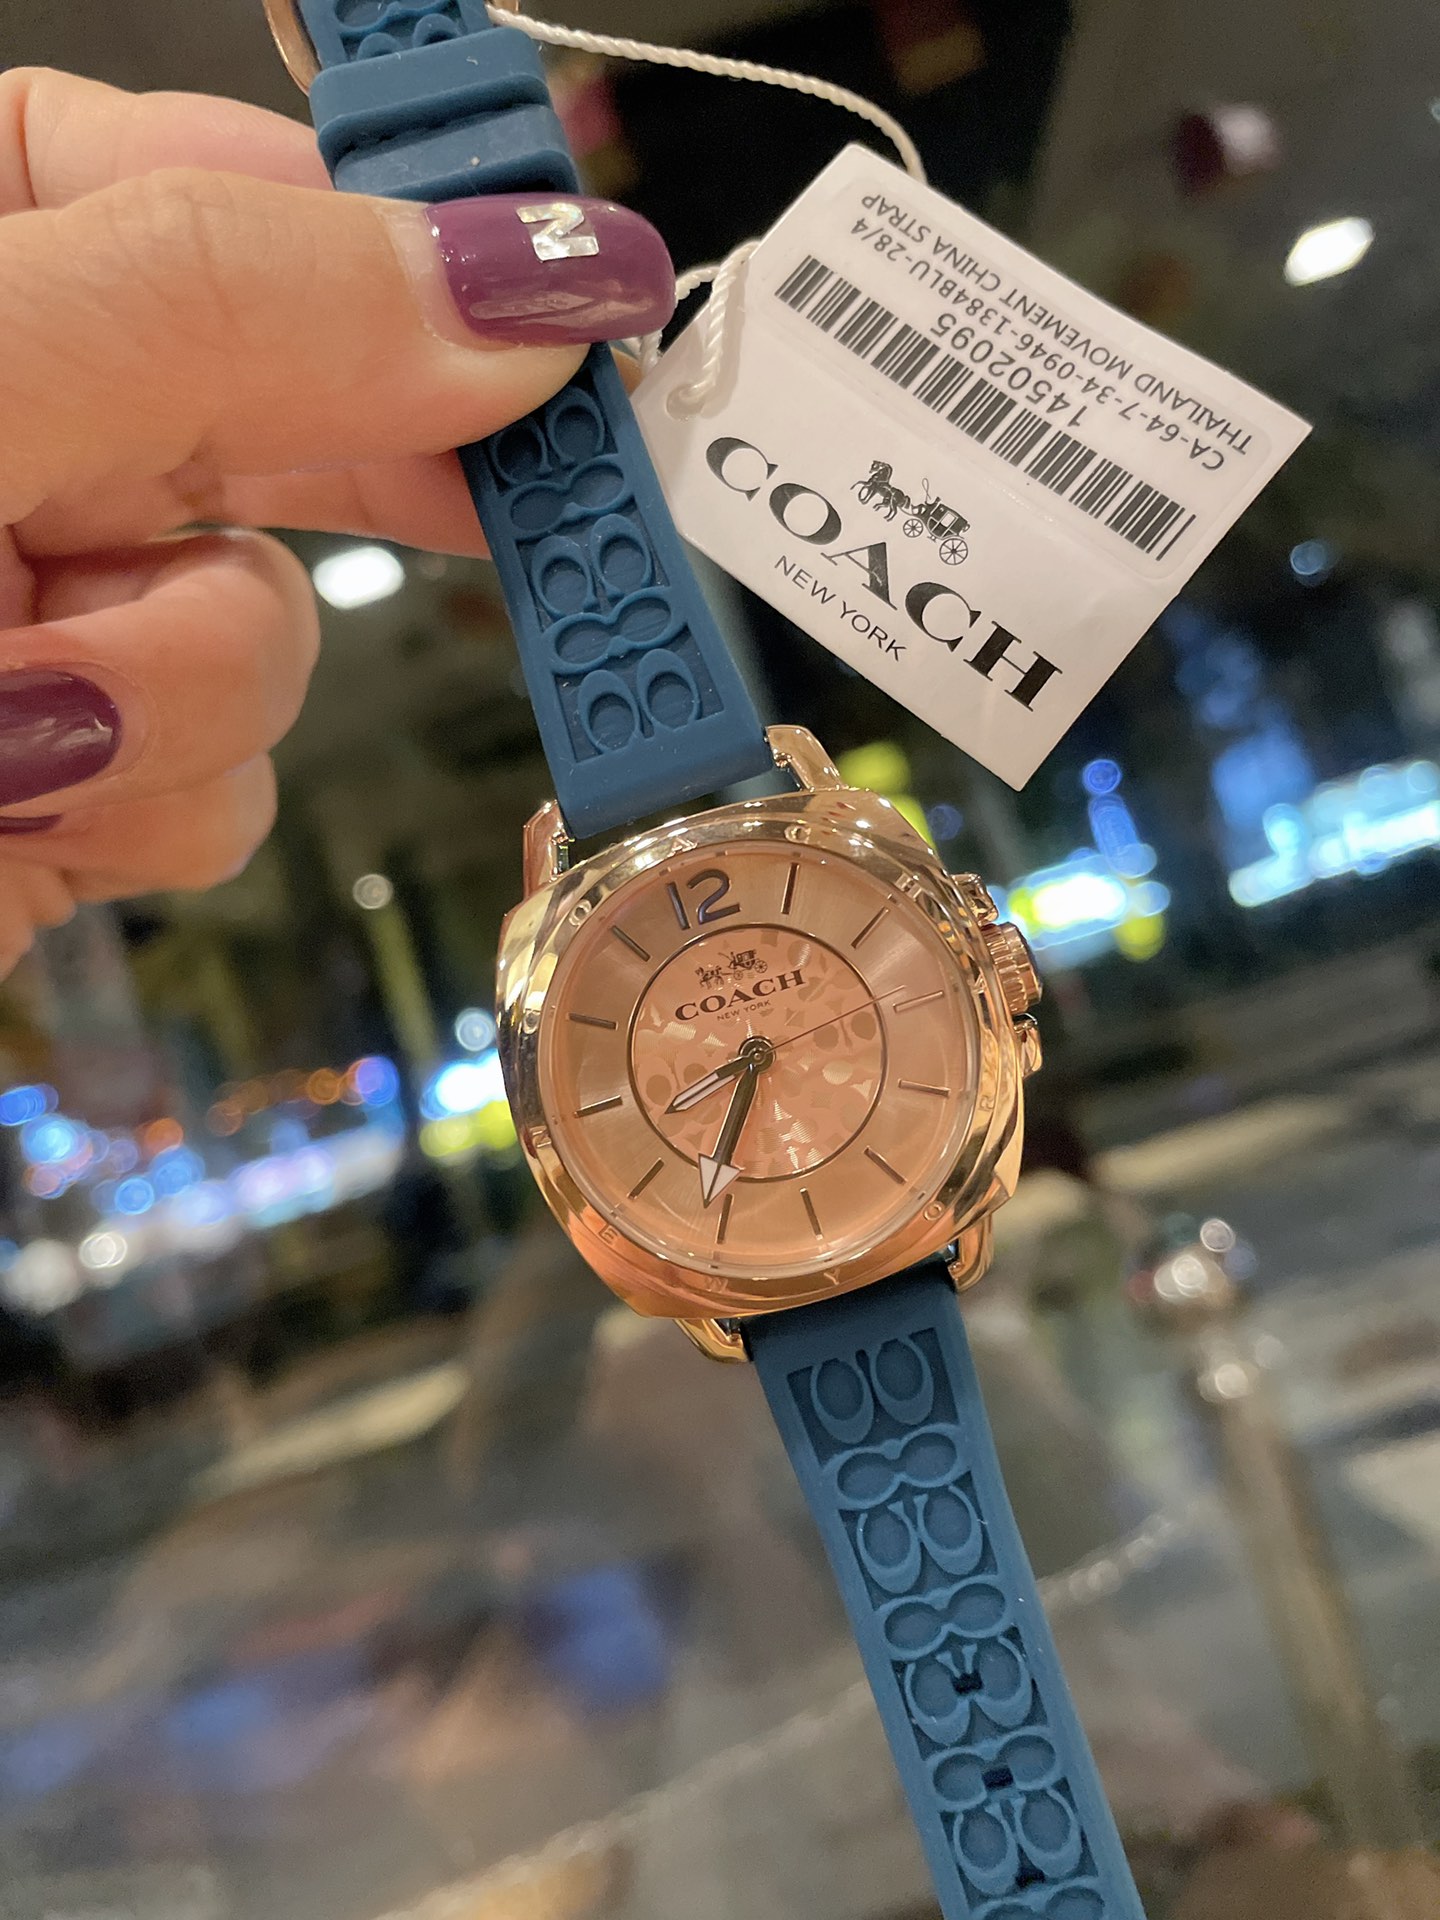 N
CA-64-7-34-0946-1384BLU-28/4
THAILAND MOVEMENT CHINA STRAP
14502095
COACH
NEW YORK
12
COACH
NEW YORK
C O A C H
N E W Y O R